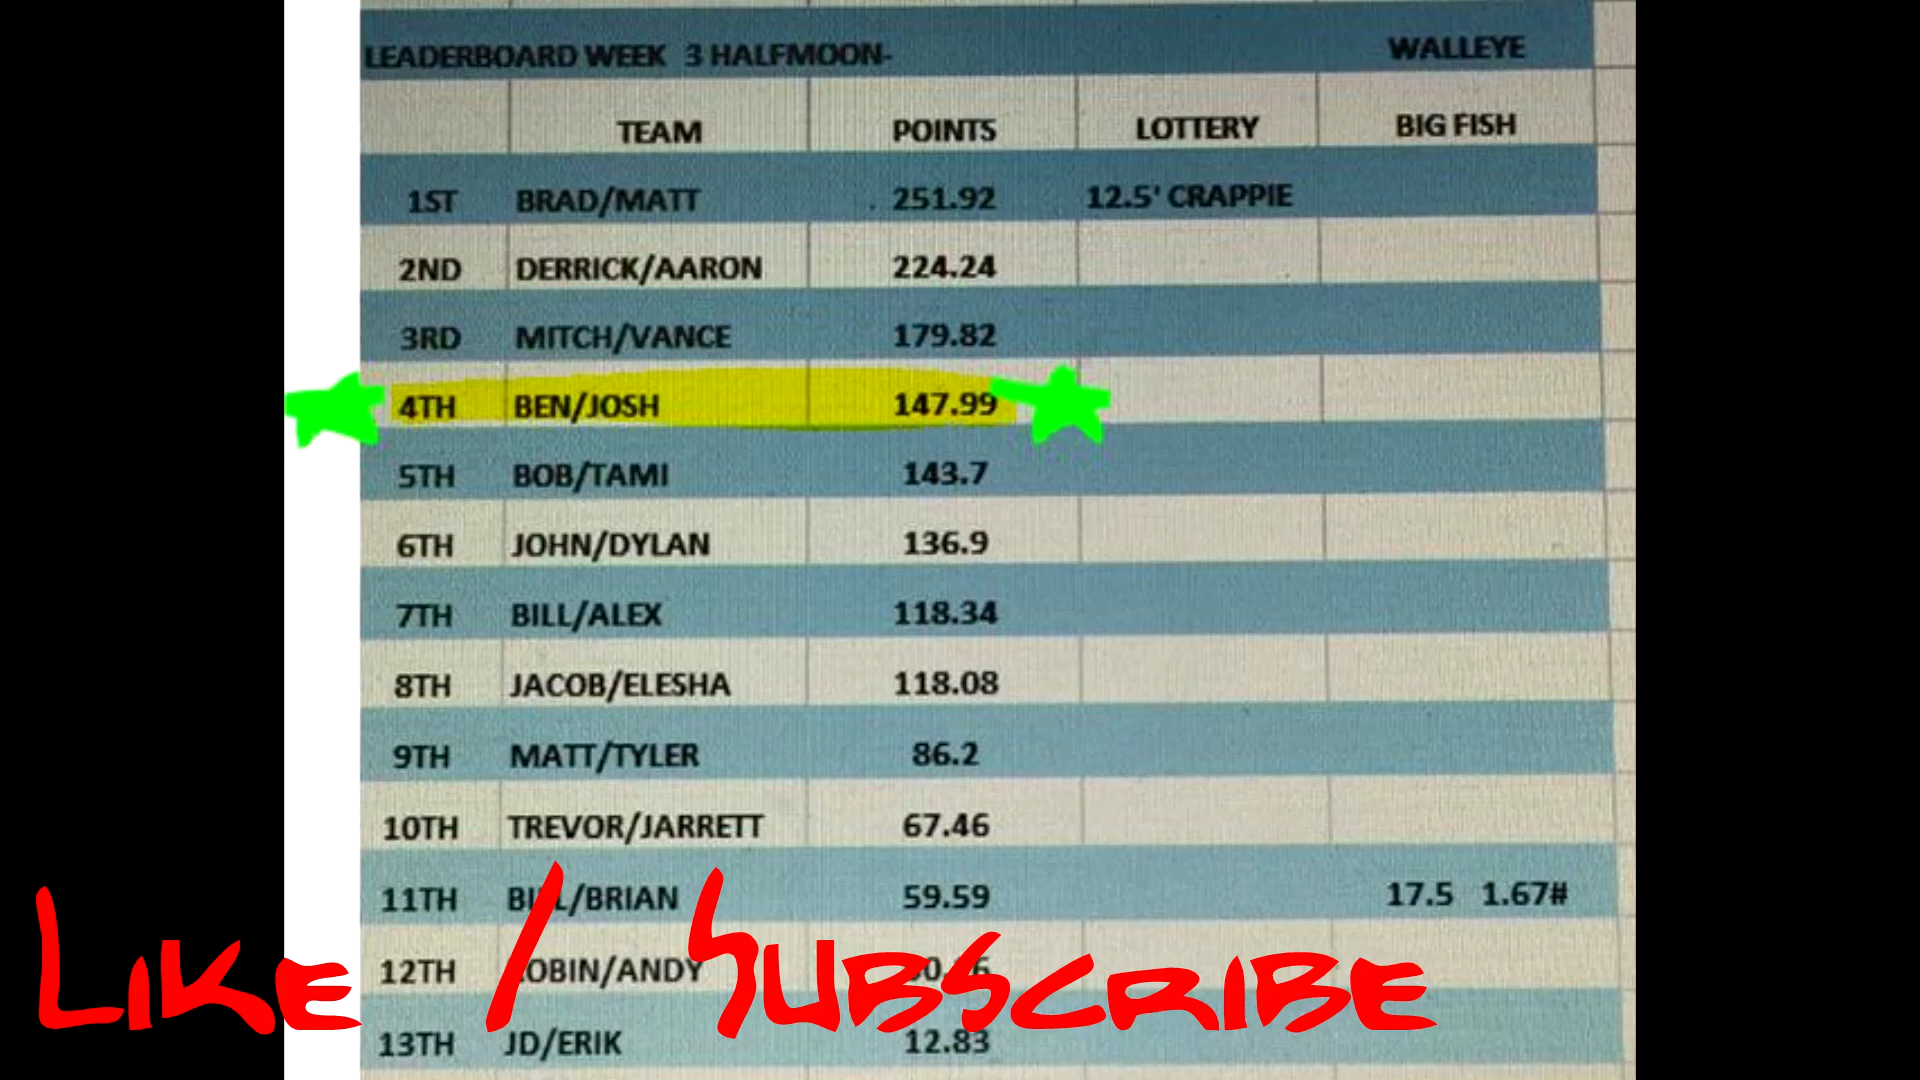 LEADERBOARD WEEK 3 HALFMOON- WALLEYE
TEAM POINTS LOTTERY BIG FISH
1ST BRAD/MATT 251.92 12.5' CRAPPIE
2ND DERRICK/AARON 224.24
3RD MITCH/VANCE 179.82
4TH BEN/JOSH 147.99
5TH BOB/TAMI 143.7
6TH JOHN/DYLAN 136.9
7TH BILL/ALEX 118.34
8TH JACOB/ELESHA 118.08
9TH MATT/TYLER 86.2
10TH TREVOR/JARRETT 67.46
11TH BILL/BRIAN 59.59 17.5 1.67#
12TH /ANDY
13TH JD/ERIK 12.83
LIKE / SUBSCRIBE